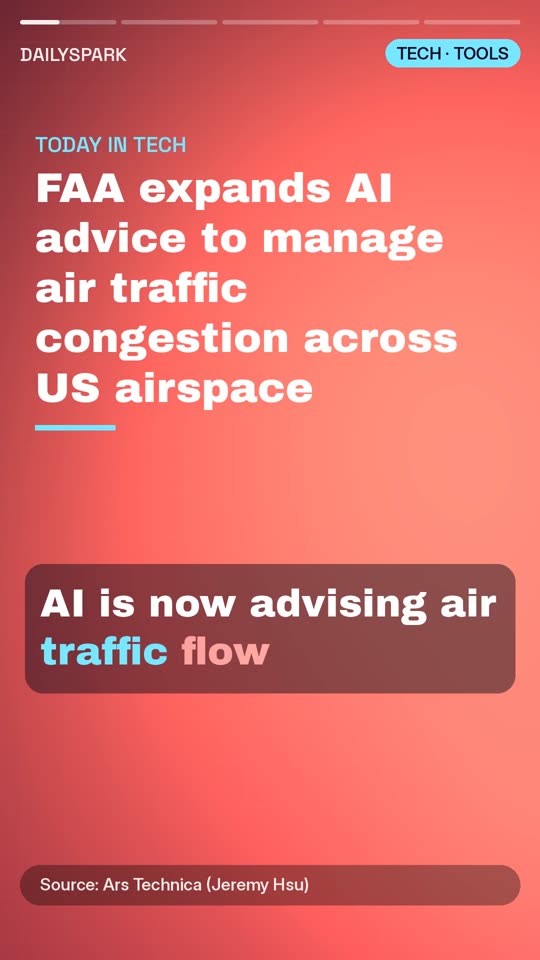 DAILYSPARK
TECH · TOOLS
TODAY IN TECH
FAA expands AI
advice to manage
air traffic
congestion across
US airspace
AI is now advising air
traffic flow
Source: Ars Technica (Jeremy Hsu)